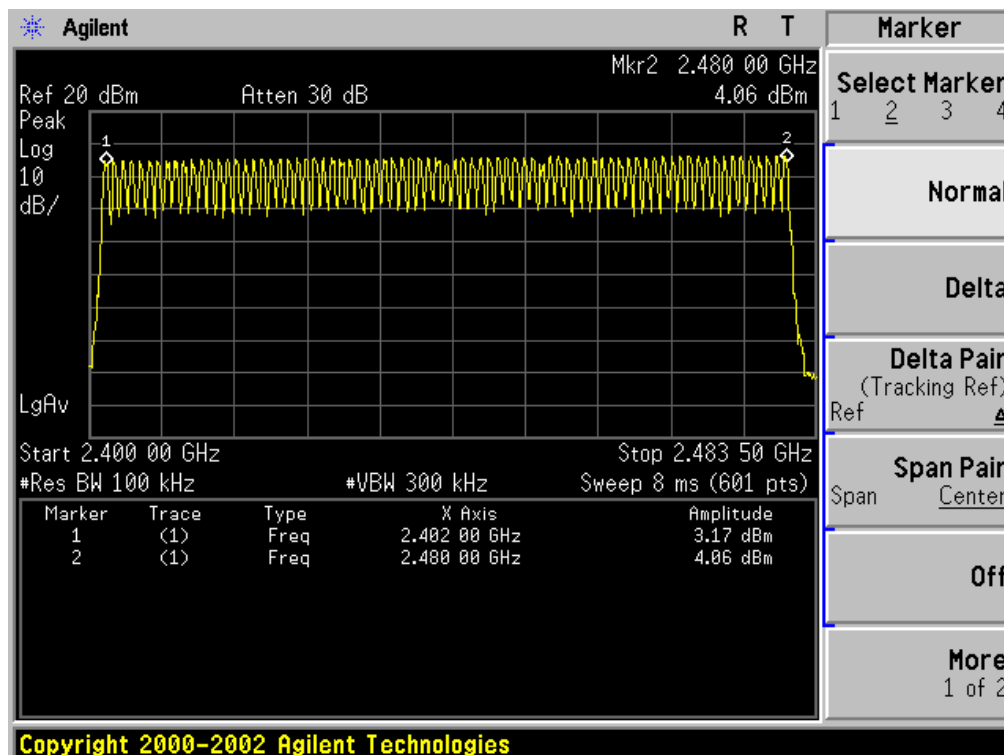 Agilent R T
Mkr2 2.480 00 GHz
Ref 20 dBm Atten 30 dB 4.06 dBm
Peak
Log
10
dB/
1
2
LgAv
Start 2.400 00 GHz Stop 2.483 50 GHz
#Res BW 100 kHz #VBW 300 kHz Sweep 8 ms (601 pts)
Marker Trace Type X Axis Amplitude
1 (1) Freq 2.402 00 GHz 3.17 dBm
2 (1) Freq 2.480 00 GHz 4.06 dBm
Marker
Select Marker
1 2 3 4
Normal
Delta
Delta Pair
(Tracking Ref)
Ref Δ
Span Pair
Span Center
Off
More
1 of 2
Copyright 2000-2002 Agilent Technologies